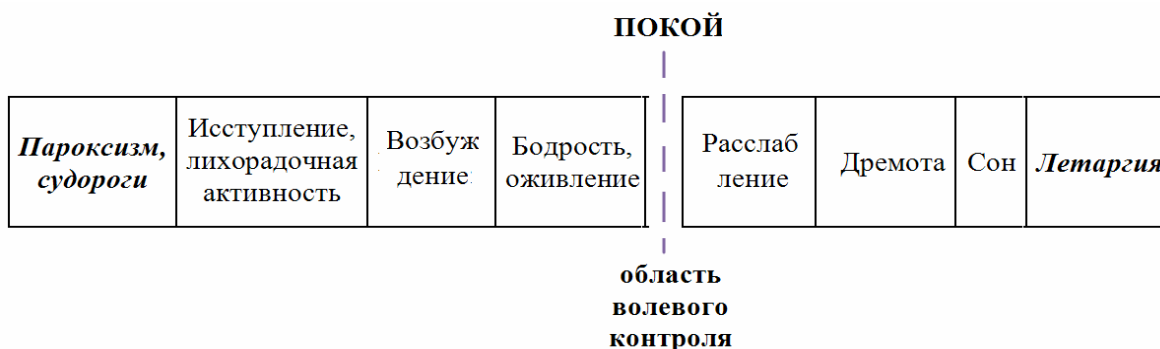 ПОКОЙ
Пароксизм,
судороги
Исступление,
лихорадочная
активность
Возбуж
дение
Бодрость,
оживление
Расслаб
ление
Дремота
Сон
Летаргия
область
волевого
контроля